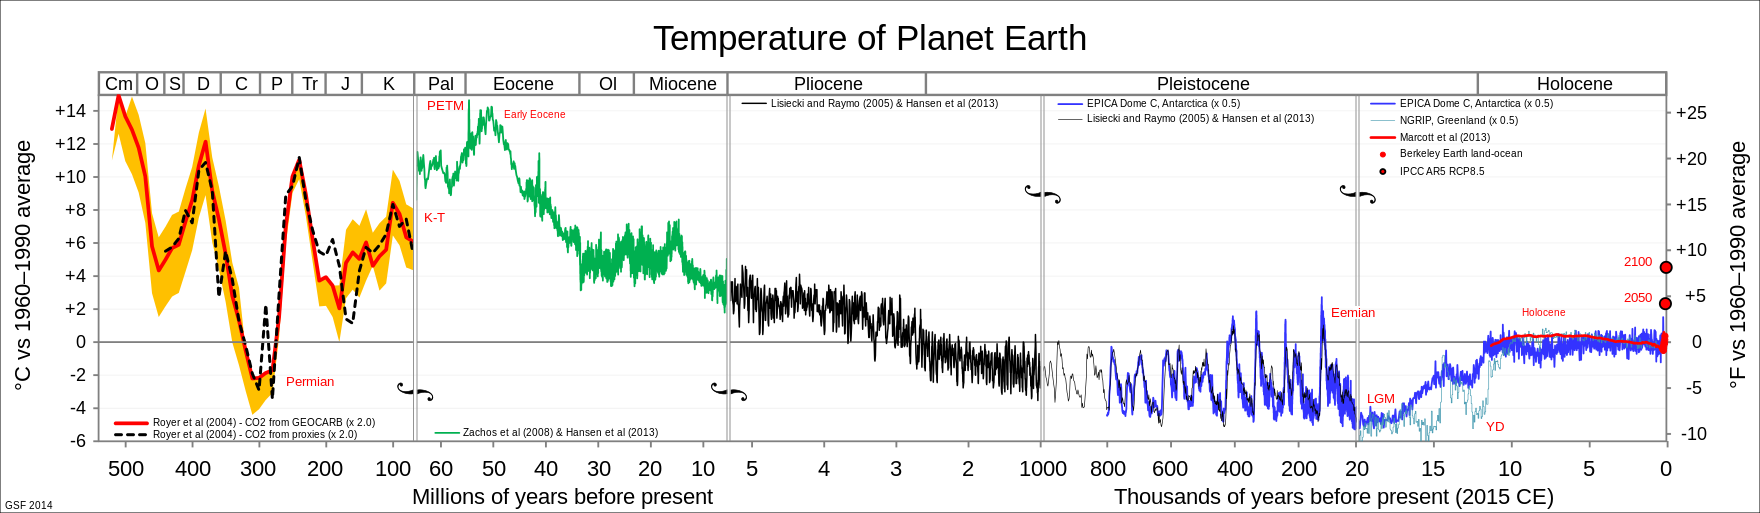 Temperature of Planet Earth
Cm O S D C P Tr J K Pal Eocene Ol Miocene Pliocene Pleistocene Holocene
°C vs 1960–1990 average
+14
+12
+10
+8
+6
+4
+2
0
-2
-4
-6
PETM
Early Eocene
K-T
Permian
Royer et al (2004) - CO2 from GEOCARB (x 2.0)
Royer et al (2004) - CO2 from proxies (x 2.0)
Zachos et al (2008) & Hansen et al (2013)
Lisiecki and Raymo (2005) & Hansen et al (2013)
EPICA Dome C, Antarctica (x 0.5)
Lisiecki and Raymo (2005) & Hansen et al (2013)
EPICA Dome C, Antarctica (x 0.5)
NGRIP, Greenland (x 0.5)
Marcott et al (2013)
Berkeley Earth land-ocean
IPCC AR5 RCP8.5
2100
2050
Eemian
Holocene
LGM
YD
+25
+20
+15
+10
+5
0
-5
-10
°F vs 1960–1990 average
500 400 300 200 100 60 50 40 30 20 10 5 4 3 2 1000 800 600 400 200 20 15 10 5 0
Millions of years before present
Thousands of years before present (2015 CE)
GSF 2014